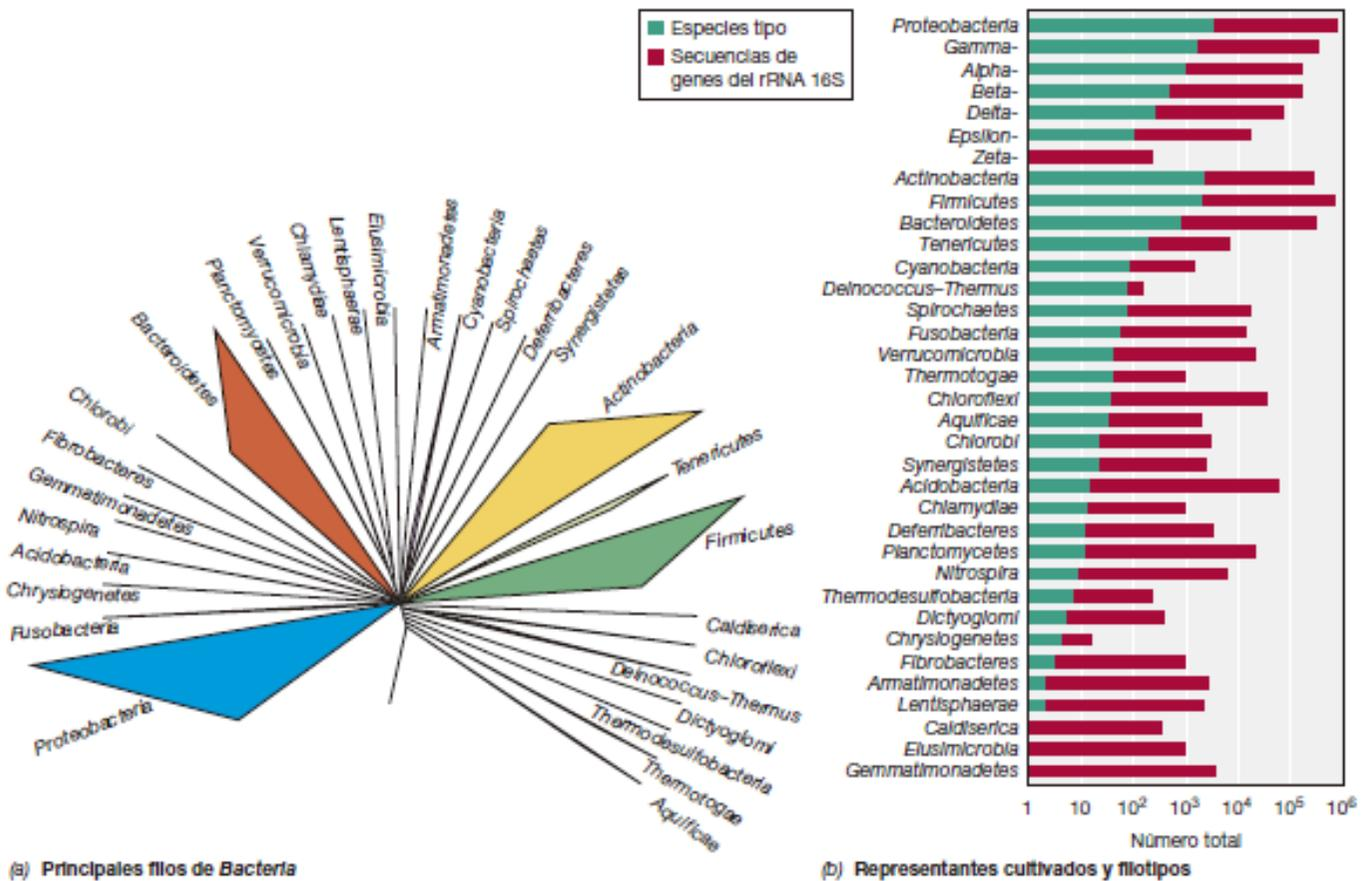 Especies tipo
Secuencias de
genes del rRNA 16S
Bacteroidetes
Planctomycetes
Verrucomicrobia
Chlamydiae
Lentisphaerae
Elusimicrobia
Armatimonadetes
Cyanobacteria
Spirochaetas
Deferribacteres
Synergistetas
Actinobacteria
Tenericutes
Firmicutes
Chlorobi
Fibrobacteres
Gemmatimonadetes
Nitrospira
Acidobacteria
Chrysiogenetes
Fusobacteria
Proteobacteria
Caldiserica
Chloroflexi
Deinococcus–Thermus
Dictyoglomi
Thermodesulfobacteria
Thermotogae
Aquificae
(a) Principales filos de Bacteria
Proteobacteria
Gamma-
Alpha-
Beta-
Delta-
Epsilon-
Zeta-
Actinobacteria
Firmicutes
Bacteroidetes
Tenericutes
Cyanobacteria
Deinococcus–Thermus
Spirochaetes
Fusobacteria
Verrucomicrobia
Thermotogae
Chloroflexi
Aquificae
Chlorobi
Synergistetes
Acidobacteria
Chlamydiae
Deferribacteres
Planctomycetes
Nitrospira
Thermodesulfobacteria
Dictyoglomi
Chrysiogenetes
Fibrobacteres
Armatimonadetes
Lentisphaerae
Caldiserica
Elusimicrobia
Gemmatimonadetes
1 10 10² 10³ 10⁴ 10⁵ 10⁶
Número total
(b) Representantes cultivados y filotipos